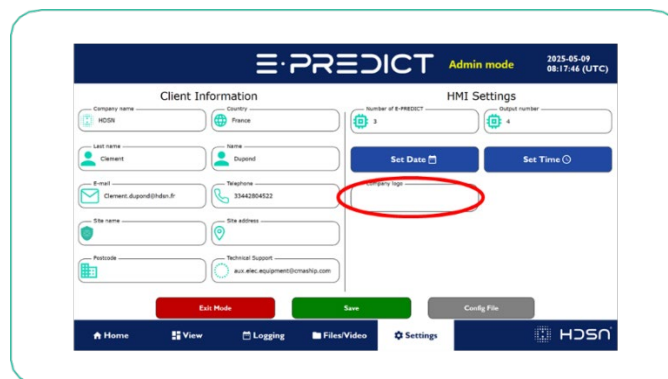 E·PREDICT
Admin mode
2025-05-09
08:17:46 (UTC)
Client Information
HMI Settings
Company name
HDSN
Country
France
Number of E-PREDICT
3
Output number
4
Last name
Clement
Name
Dupond
Set Date
Set Time
E-mail
Clement.dupond@hdsn.fr
Telephone
33442804522
Company logo
Site name
Site address
Postcode
Technical Support
aux.elec.equipment@cmaship.com
Exit Mode
Save
Config File
Home
View
Logging
Files/Video
Settings
HDSN